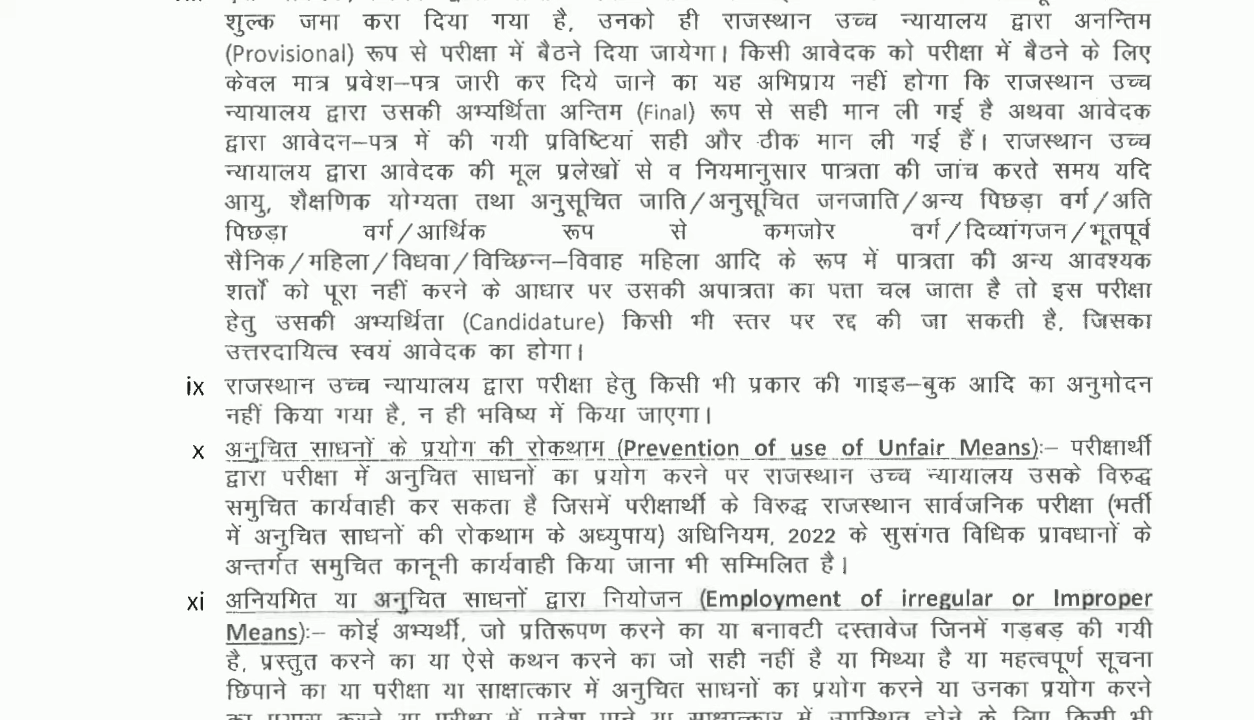 शुल्क जमा करा दिया गया है, उनको ही राजस्थान उच्च न्यायालय द्वारा अनन्तिम
(Provisional) रूप से परीक्षा में बैठने दिया जायेगा। किसी आवेदक को परीक्षा में बैठने के लिए
केवल मात्र प्रवेश–पत्र जारी कर दिये जाने का यह अभिप्राय नहीं होगा कि राजस्थान उच्च
न्यायालय द्वारा उसकी अभ्यर्थिता अन्तिम (Final) रूप से सही मान ली गई है अथवा आवेदक
द्वारा आवेदन–पत्र में की गयी प्रविष्टियां सही और ठीक मान ली गई हैं। राजस्थान उच्च
न्यायालय द्वारा आवेदक की मूल प्रलेखों से व नियमानुसार पात्रता की जांच करते समय यदि
आयु, शैक्षणिक योग्यता तथा अनुसूचित जाति/अनुसूचित जनजाति/अन्य पिछड़ा वर्ग/अति
पिछड़ा वर्ग/आर्थिक रूप से कमजोर वर्ग/दिव्यांगजन/भूतपूर्व
सैनिक/महिला/विधवा/विच्छिन्न–विवाह महिला आदि के रूप में पात्रता की अन्य आवश्यक
शर्तों को पूरा नहीं करने के आधार पर उसकी अपात्रता का पता चल जाता है तो इस परीक्षा
हेतु उसकी अभ्यर्थिता (Candidature) किसी भी स्तर पर रद्द की जा सकती है, जिसका
उत्तरदायित्व स्वयं आवेदक का होगा।
ix राजस्थान उच्च न्यायालय द्वारा परीक्षा हेतु किसी भी प्रकार की गाइड–बुक आदि का अनुमोदन
नहीं किया गया है, न ही भविष्य में किया जाएगा।
x अनुचित साधनों के प्रयोग की रोकथाम (Prevention of use of Unfair Means):– परीक्षार्थी
द्वारा परीक्षा में अनुचित साधनों का प्रयोग करने पर राजस्थान उच्च न्यायालय उसके विरुद्ध
समुचित कार्यवाही कर सकता है जिसमें परीक्षार्थी के विरुद्ध राजस्थान सार्वजनिक परीक्षा (भर्ती
में अनुचित साधनों की रोकथाम के अध्युपाय) अधिनियम, 2022 के सुसंगत विधिक प्रावधानों के
अन्तर्गत समुचित कानूनी कार्यवाही किया जाना भी सम्मिलित है।
xi अनियमित या अनुचित साधनों द्वारा नियोजन (Employment of irregular or Improper
Means):– कोई अभ्यर्थी, जो प्रतिरूपण करने का या बनावटी दस्तावेज जिनमें गड़बड़ की गयी
है, प्रस्तुत करने का या ऐसे कथन करने का जो सही नहीं है या मिथ्या है या महत्वपूर्ण सूचना
छिपाने का या परीक्षा या साक्षात्कार में अनुचित साधनों का प्रयोग करने या उनका प्रयोग करने
का प्रयास करने या परीक्षा में प्रवेश पाने या साक्षात्कार में उपस्थित होने के लिए किसी भी